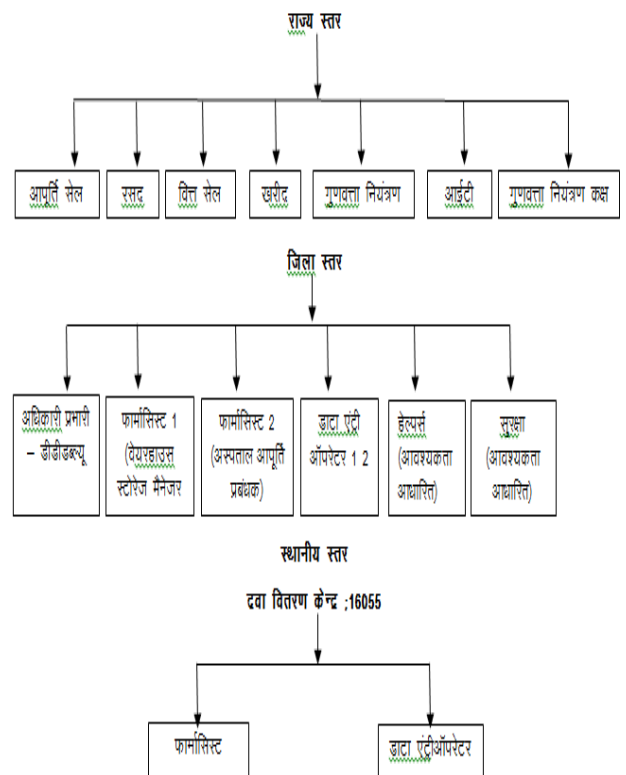 राज्य स्तर
आपूर्ति सेल
रसद
वित्त सेल
खरीद
गुणवत्ता नियंत्रण
आईटी
गुणवत्ता नियंत्रण कक्ष
जिला स्तर
अधिकारी प्रभारी
– डीडीडब्ल्यू
फार्मासिस्ट 1
(वेयरहाउस
स्टोरेज मैनेजर
फार्मासिस्ट 2
(अस्पताल आपूर्ति
प्रबंधक)
डाटा एंट्री
ऑपरेटर 1 2
हेल्पर्स
(आवश्यकता
आधारित)
सुरक्षा
(आवश्यकता
आधारित)
स्थानीय स्तर
दवा वितरण केन्द्र ;16055
फार्मासिस्ट
डाटा एंट्रीऑपरेटर